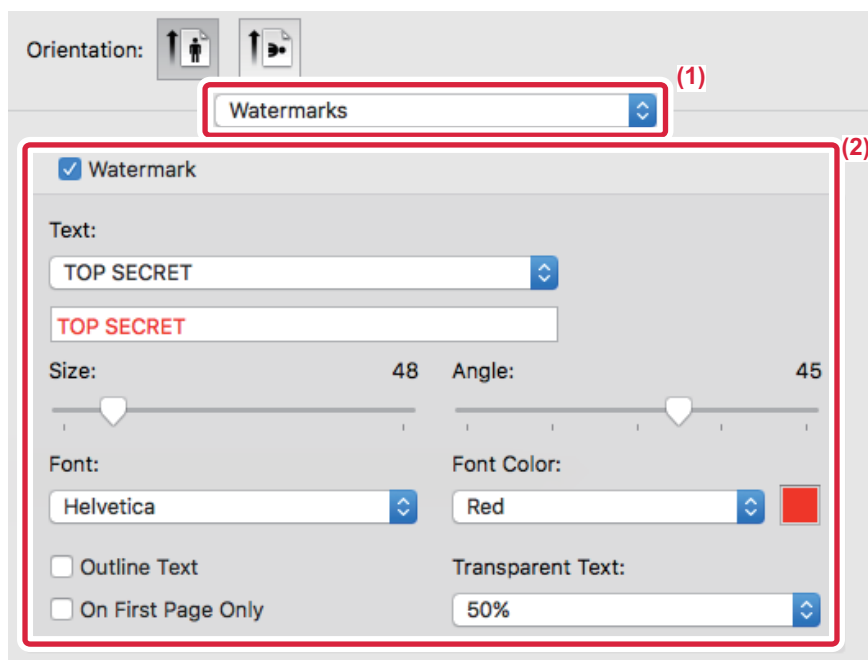 Orientation:
(1)
Watermarks
(2)
Watermark
Text:
TOP SECRET
TOP SECRET
Size: 48 Angle: 45
Font: Font Color:
Helvetica Red
Outline Text Transparent Text:
On First Page Only 50%